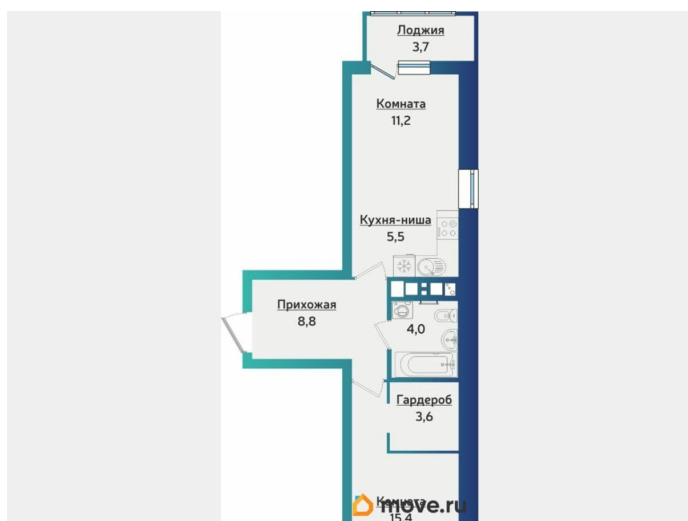 Лоджия
3,7
Комната
11,2
Кухня-ниша
5,5
Прихожая
8,8
4,0
Гардероб
3,6
Комната
move.ru
15,4